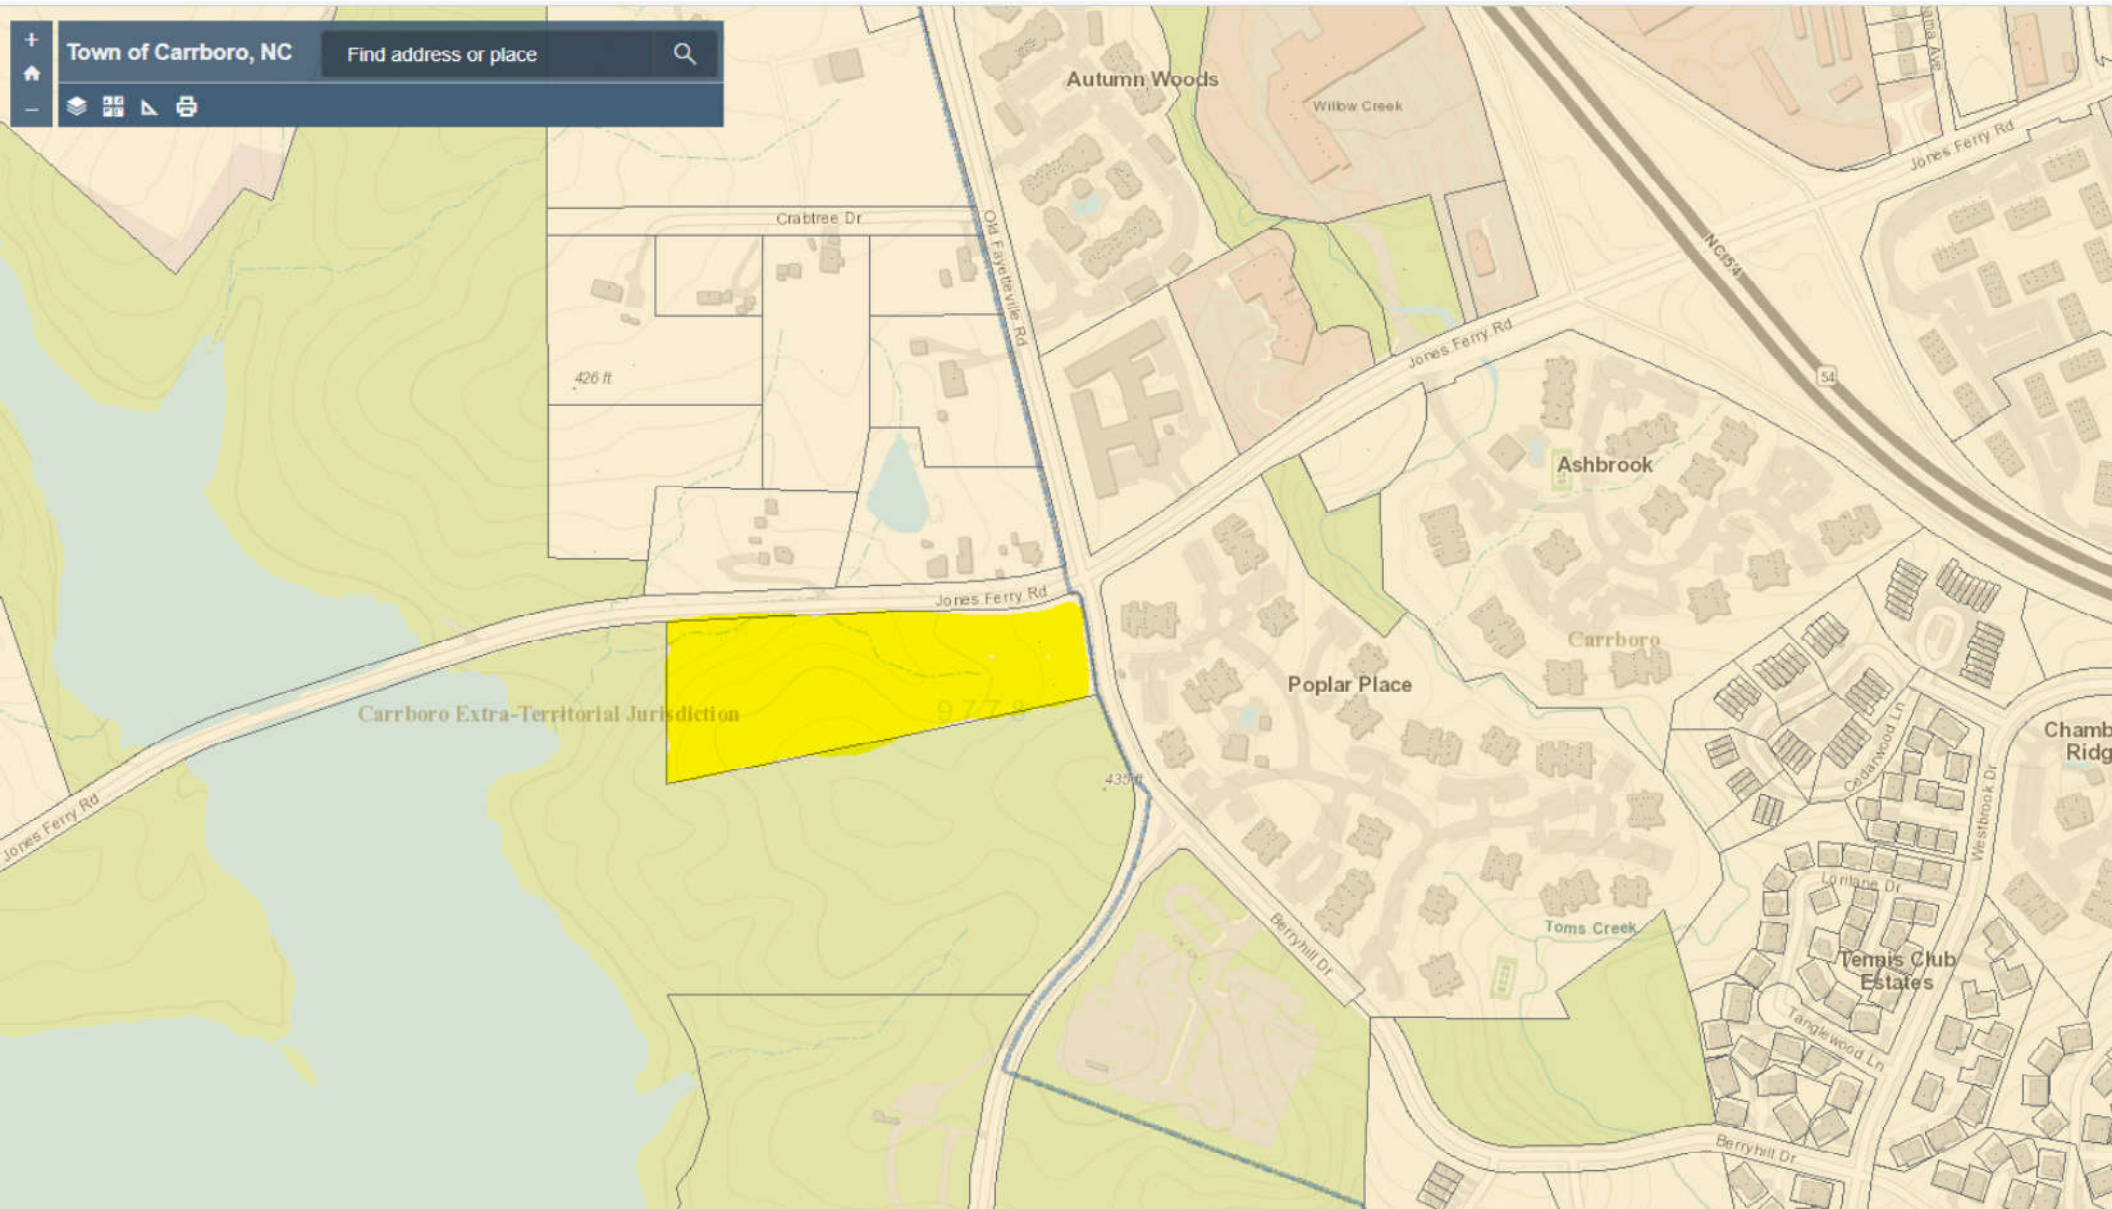 Town of Carrboro, NC
Find address or place
Autumn Woods
Willow Creek
Jones Ferry Rd
Crabtree Dr
Old Fayetteville Rd
NC 54
Jones Ferry Rd
426 ft
54
Ashbrook
Jones Ferry Rd
Carrboro
Poplar Place
Carrboro Extra-Territorial Jurisdiction
9778
Chamb
Ridg
435 ft
Cedarwood Ln
Westbrook Dr
Jones Ferry Rd
Lorilane Dr
Berryhill Dr
Toms Creek
Tennis Club
Estates
Tanglewood Ln
Berryhill Dr